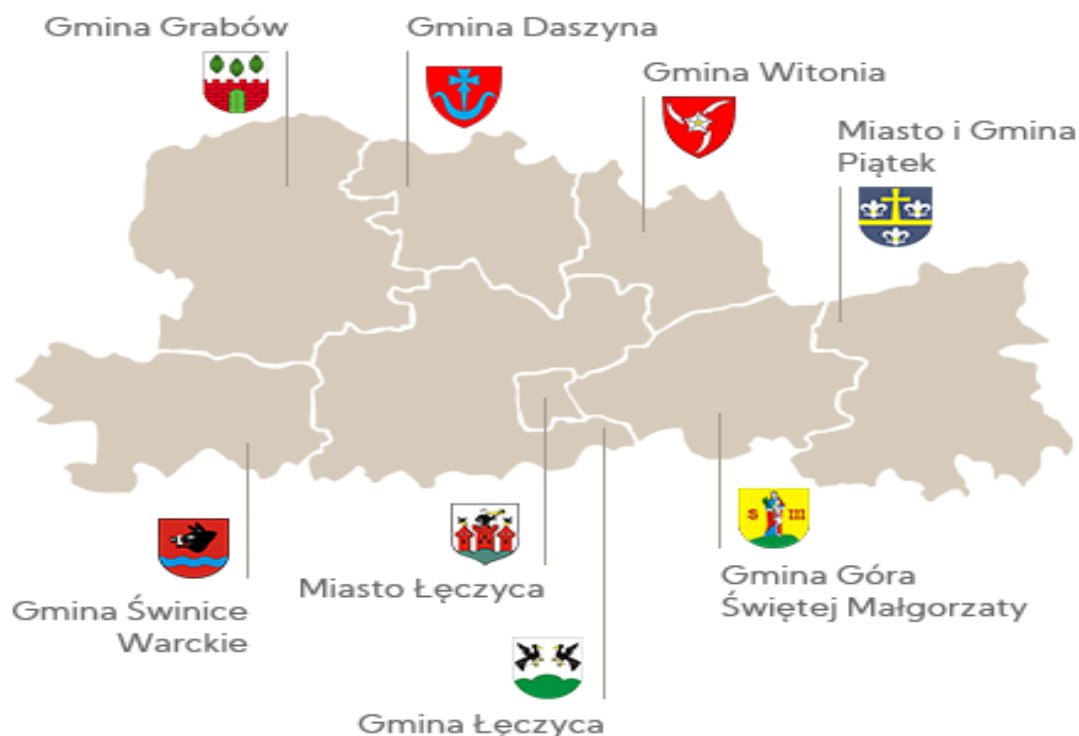 Gmina Grabów
Gmina Daszyna
Gmina Witonia
Miasto i Gmina
Piątek
s m
Miasto Łęczyca
Gmina Góra
Świętej Małgorzaty
Gmina Świnice
Warckie
Gmina Łęczyca